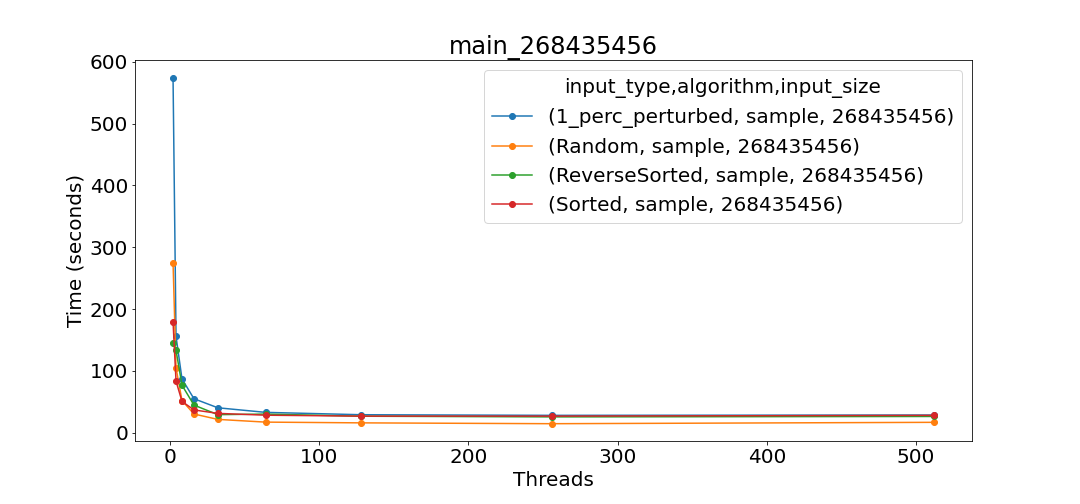 main_268435456
input_type,algorithm,input_size
(1_perc_perturbed, sample, 268435456)
(Random, sample, 268435456)
(ReverseSorted, sample, 268435456)
(Sorted, sample, 268435456)
Time (seconds)
600
500
400
300
200
100
0
0 100 200 300 400 500
Threads